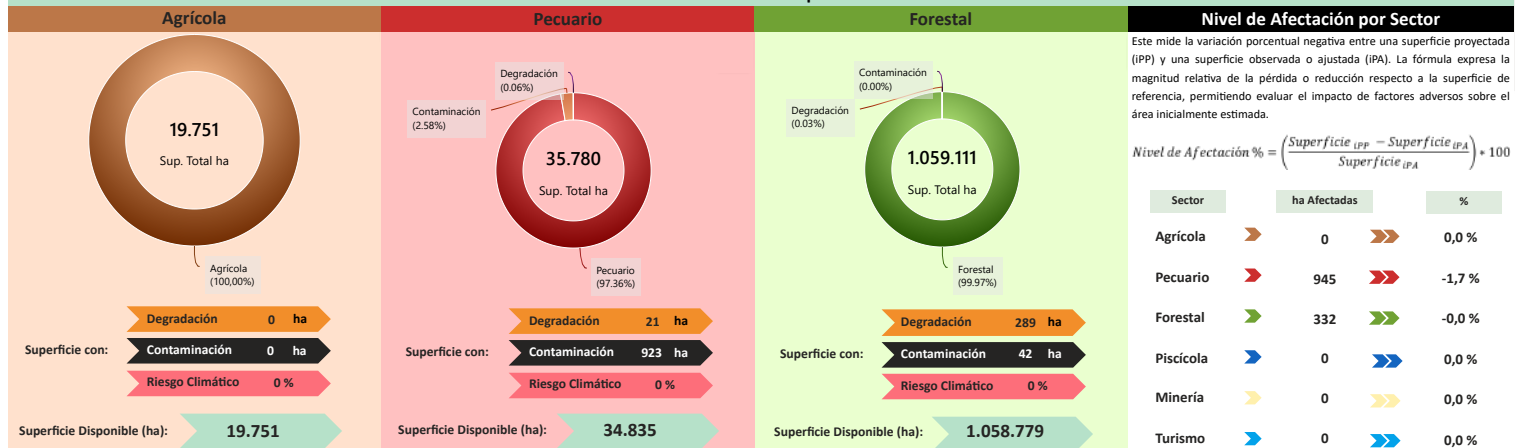 Agrícola
19.751
Sup. Total ha
Agrícola
(100,00%)
Superficie con:
Degradación 0 ha
Contaminación 0 ha
Riesgo Climático 0 %
Superficie Disponible (ha): 19.751
Pecuario
Degradación
(0.06%)
Contaminación
(2.58%)
35.780
Sup. Total ha
Pecuario
(97.36%)
Superficie con:
Degradación 21 ha
Contaminación 923 ha
Riesgo Climático 0 %
Superficie Disponible (ha): 34.835
Forestal
Contaminación
(0.00%)
Degradación
(0.03%)
1.059.111
Sup. Total ha
Forestal
(99.97%)
Superficie con:
Degradación 289 ha
Contaminación 42 ha
Riesgo Climático 0 %
Superficie Disponible (ha): 1.058.779
Nivel de Afectación por Sector
Este mide la variación porcentual negativa entre una superficie proyectada
(iPP) y una superficie observada o ajustada (iPA). La fórmula expresa la
magnitud relativa de la pérdida o reducción respecto a la superficie de
referencia, permitiendo evaluar el impacto de factores adversos sobre el
área inicialmente estimada.
Nivel de Afectación % = (Superficie iPP − Superficie iPA / Superficie iPA) * 100
Sector ha Afectadas %
Agrícola 0 0,0 %
Pecuario 945 -1,7 %
Forestal 332 -0,0 %
Piscícola 0 0,0 %
Minería 0 0,0 %
Turismo 0 0,0 %